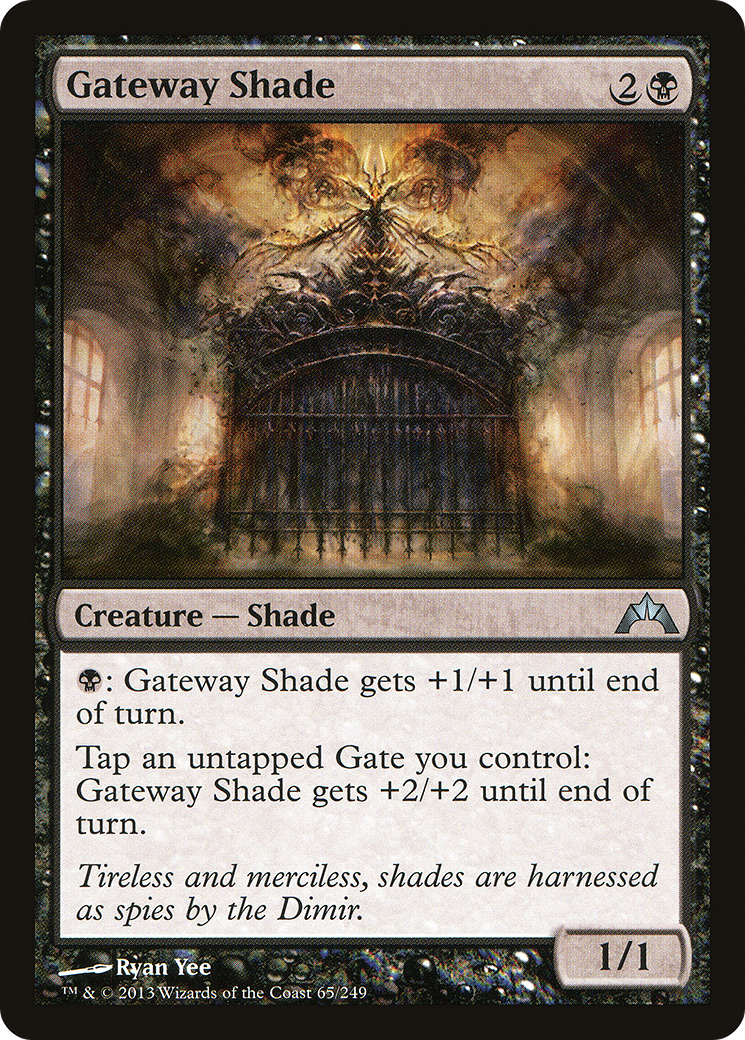 Gateway Shade 2
: Gateway Shade gets +1/+1 until end
of turn.
Creature — Shade
Tap an untapped Gate you control:
Gateway Shade gets +2/+2 until end of
turn.
Tireless and merciless, shades are harnessed
as spies by the Dimir.
1/1
Ryan Yee
™ & © 2013 Wizards of the Coast 65/249